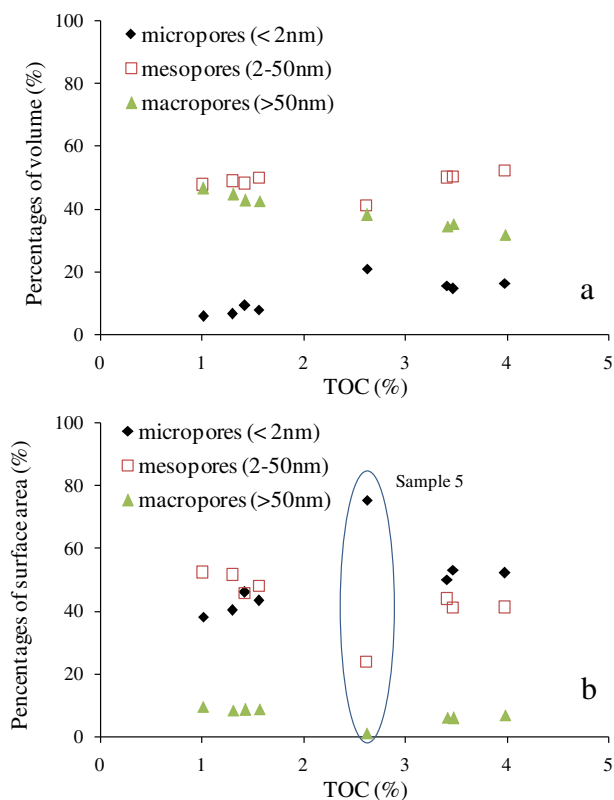 100
80
60
40
20
0
Percentages of volume (%)
micropores (< 2nm)
mesopores (2-50nm)
macropores (>50nm)
a
0 1 2 3 4 5
TOC (%)
100
80
60
40
20
0
Pencentages of surface area (%)
micropores (< 2nm)
mesopores (2-50nm)
macropores (>50nm)
Sample 5
b
0 1 2 3 4 5
TOC (%)